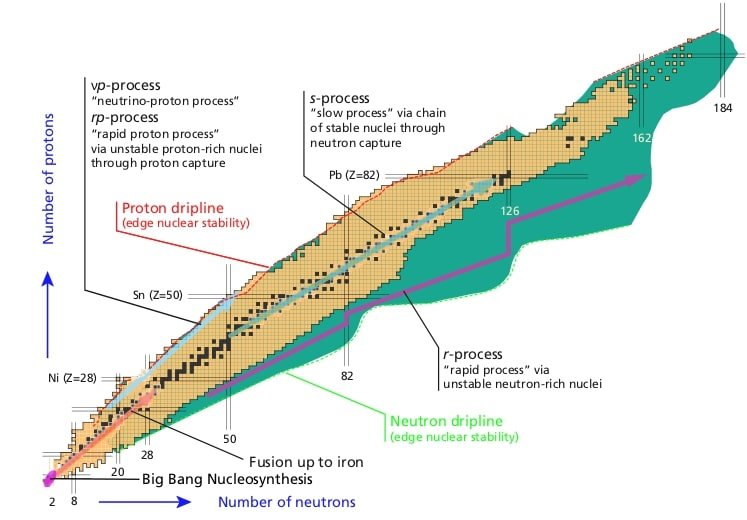 νp-process
“neutrino-proton process”
rp-process
“rapid proton process”
via unstable proton-rich nuclei
through proton capture
s-process
“slow process” via chain
of stable nuclei through
neutron capture
184
162
Number of protons
Pb (Z=82)
Proton dripline
(edge nuclear stability)
126
Sn (Z=50)
r-process
“rapid process” via
unstable neutron-rich nuclei
82
Ni (Z=28)
Neutron dripline
(edge nuclear stability)
50
28
20
Fusion up to iron
Big Bang Nucleosynthesis
2
8
Number of neutrons